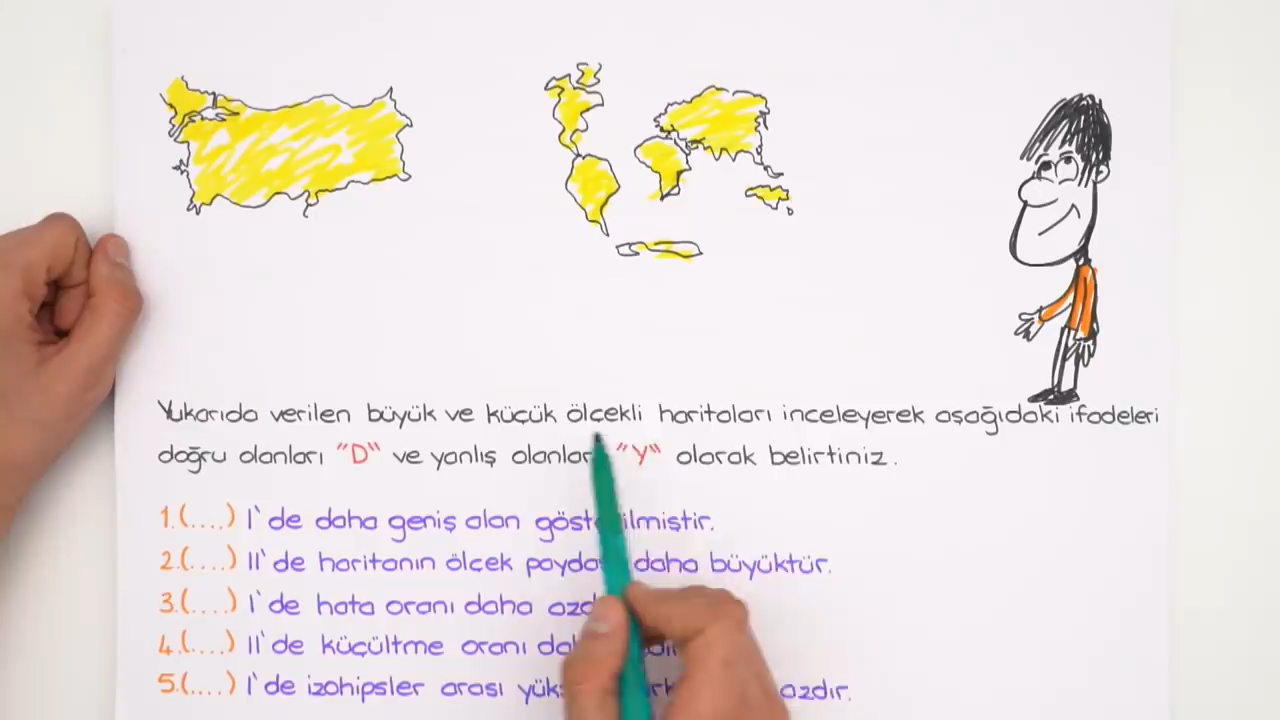 Yukarıda verilen büyük ve küçük ölçekli haritaları inceleyerek aşağıdaki ifadeleri
doğru olanları "D" ve yanlış olanları "Y" olarak belirtiniz.
1.(....) I'de daha geniş alan
2.(....) II'de haritanın ölçek daha büyüktür.
3.(....) I'de hata oranı daha
4.(....) II'de küçültme oranı
5.(....) I'de izohipsler arası azdır.